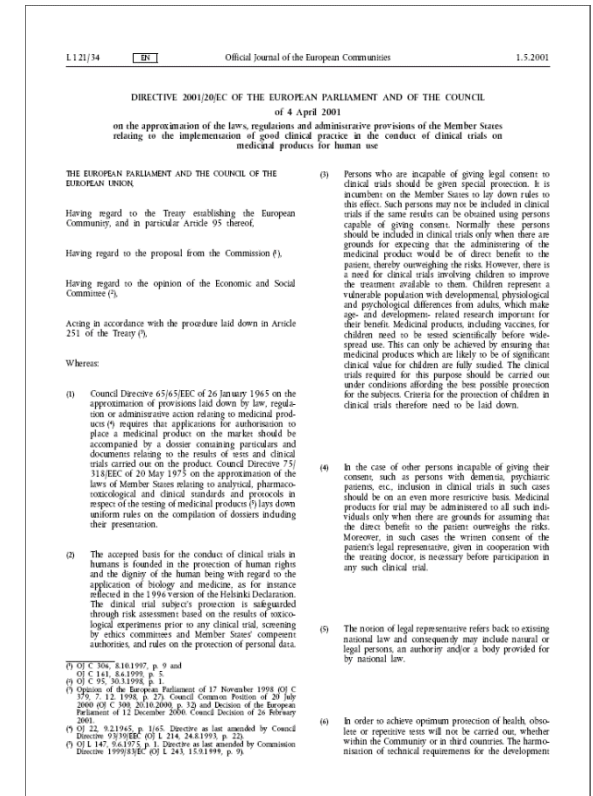 L 121/34
EN
Official Journal of the European Communities
1.5.2001
DIRECTIVE 2001/20/EC OF THE EUROPEAN PARLIAMENT AND OF THE COUNCIL
of 4 April 2001
on the approximation of the laws, regulations and administrative provisions of the Member States
relating to the implementation of good clinical practice in the conduct of clinical trials on
medicinal products for human use
THE EUROPEAN PARLIAMENT AND THE COUNCIL OF THE
EUROPEAN UNION,
Having regard to the Treaty establishing the European
Community, and in particular Article 95 thereof,
Having regard to the proposal from the Commission (¹),
Having regard to the opinion of the Economic and Social
Committee (²),
Acting in accordance with the procedure laid down in Article
251 of the Treaty (³),
Whereas:
(1) Council Directive 65/65/EEC of 26 January 1965 on the
approximation of provisions laid down by law, regula-
tion or administrative action relating to medicinal prod-
ucts (⁴) requires that applications for authorisation to
place a medicinal product on the market should be
accompanied by a dossier containing particulars and
documents relating to the results of tests and clinical
trials carried out on the product. Council Directive 75/
318/EEC of 20 May 1975 on the approximation of the
laws of Member States relating to analytical, pharmaco-
toxicological and clinical standards and protocols in
respect of the testing of medicinal products (⁵) lays down
uniform rules on the compilation of dossiers including
their presentation.
(2) The accepted basis for the conduct of clinical trials in
humans is founded in the protection of human rights
and the dignity of the human being with regard to the
application of biology and medicine, as for instance
reflected in the 1996 version of the Helsinki Declaration.
The clinical trial subject's protection is safeguarded
through risk assessment based on the results of toxico-
logical experiments prior to any clinical trial, screening
by ethics committees and Member States' competent
authorities, and rules on the protection of personal data.
(¹) OJ C 306, 8.10.1997, p. 9 and
OJ C 161, 8.6.1999, p. 5.
(²) OJ C 95, 30.3.1998, p. 1.
(³) Opinion of the European Parliament of 17 November 1998 (OJ C
379, 7. 12. 1998, p. 27). Council Common Position of 20 July
2000 (OJ C 300, 20.10.2000, p. 32) and Decision of the European
Parliament of 12 December 2000. Council Decision of 26 February
2001.
(⁴) OJ 22, 9.2.1965, p. 1/65. Directive as last amended by Council
Directive 93/39/EEC (OJ L 214, 24.8.1993, p. 22).
(⁵) OJ L 147, 9.6.1975, p. 1. Directive as last amended by Commission
Directive 1999/83/EC (OJ L 243, 15.9.1999, p. 9).
(3) Persons who are incapable of giving legal consent to
clinical trials should be given special protection. It is
incumbent on the Member States to lay down rules to
this effect. Such persons may not be included in clinical
trials if the same results can be obtained using persons
capable of giving consent. Normally these persons
should be included in clinical trials only when there are
grounds for expecting that the administering of the
medicinal product would be of direct benefit to the
patient, thereby outweighing the risks. However, there is
a need for clinical trials involving children to improve
the treatment available to them. Children represent a
vulnerable population with developmental, physiological
and psychological differences from adults, which make
age- and development- related research important for
their benefit. Medicinal products, including vaccines, for
children need to be tested scientifically before wide-
spread use. This can only be achieved by ensuring that
medicinal products which are likely to be of significant
clinical value for children are fully studied. The clinical
trials required for this purpose should be carried out
under conditions affording the best possible protection
for the subjects. Criteria for the protection of children in
clinical trials therefore need to be laid down.
(4) In the case of other persons incapable of giving their
consent, such as persons with dementia, psychiatric
patients, etc., inclusion in clinical trials in such cases
should be on an even more restrictive basis. Medicinal
products for trial may be administered to all such indi-
viduals only when there are grounds for assuming that
the direct benefit to the patient outweighs the risks.
Moreover, in such cases the written consent of the
patient's legal representative, given in cooperation with
the treating doctor, is necessary before participation in
any such clinical trial.
(5) The notion of legal representative refers back to existing
national law and consequently may include natural or
legal persons, an authority and/or a body provided for
by national law.
(6) In order to achieve optimum protection of health, obso-
lete or repetitive tests will not be carried out, whether
within the Community or in third countries. The harmo-
nisation of technical requirements for the development